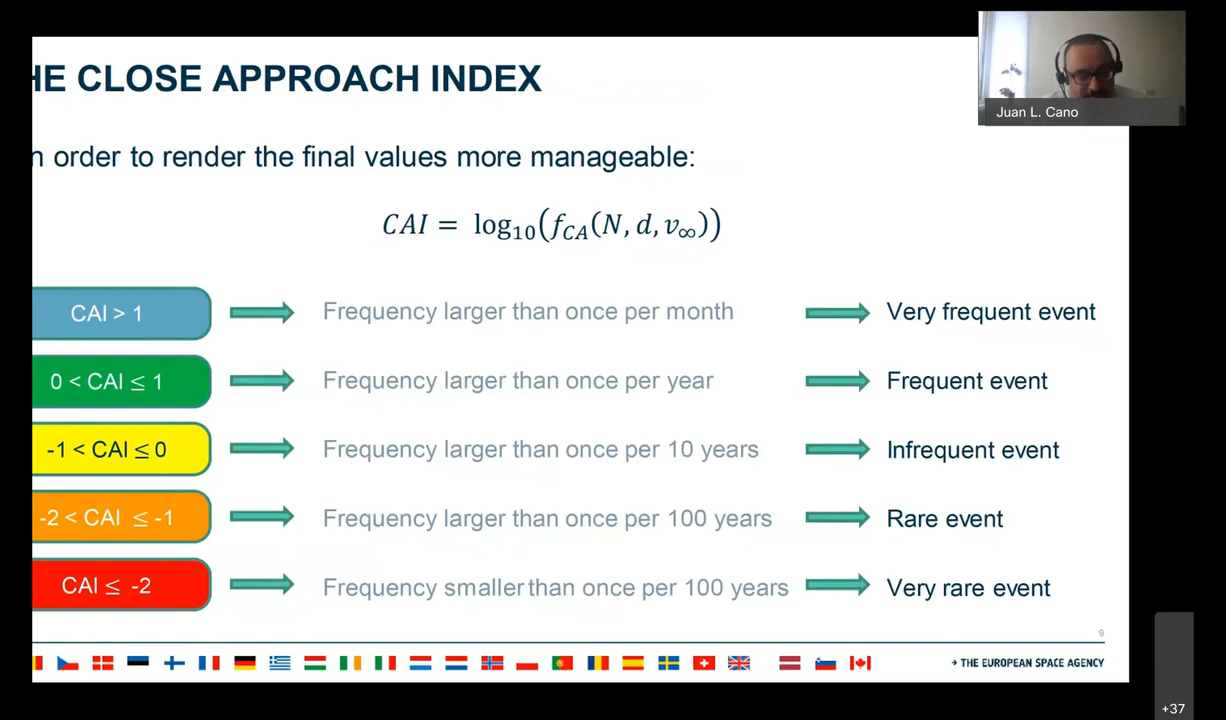 HE CLOSE APPROACH INDEX
Juan L. Cano
n order to render the final values more manageable:
CAI = log₁₀(f_CA(N, d, v_∞))
CAI > 1 Frequency larger than once per month Very frequent event
0 < CAI ≤ 1 Frequency larger than once per year Frequent event
-1 < CAI ≤ 0 Frequency larger than once per 10 years Infrequent event
-2 < CAI ≤ -1 Frequency larger than once per 100 years Rare event
CAI ≤ -2 Frequency smaller than once per 100 years Very rare event
9
→ THE EUROPEAN SPACE AGENCY
+37